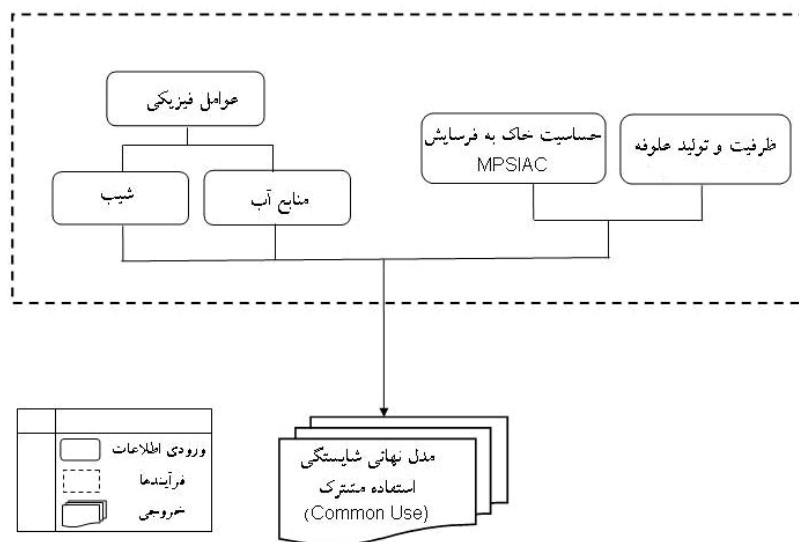 عوامل فیزیکی
حساسیت خاک به فرسایش
MPSIAC
ظرفیت و تولید علوفه
شیب
منابع آب
مدل نهائی شایستگی
استفاده مشترک
(Common Use)
ورودی اطلاعات
فرآیندها
خروجی